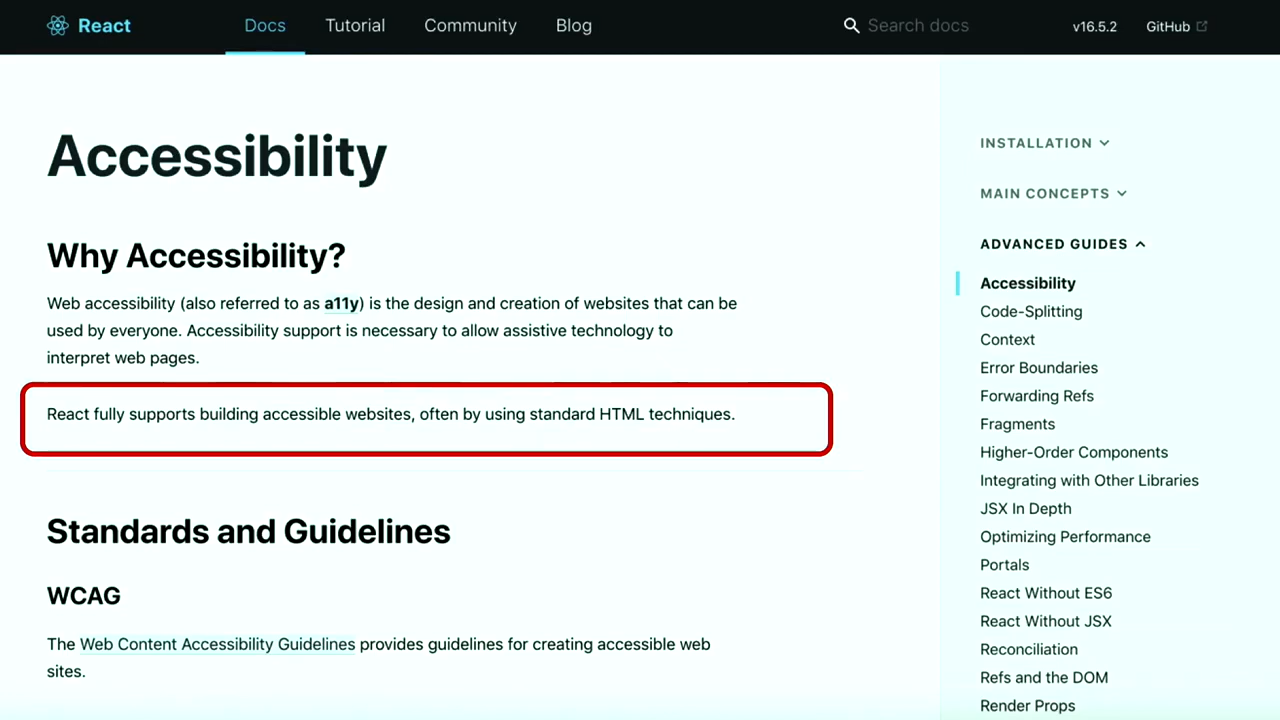 React
Docs
Tutorial
Community
Blog
Search docs
v16.5.2
GitHub
Accessibility
Why Accessibility?
Web accessibility (also referred to as a11y) is the design and creation of websites that can be
used by everyone. Accessibility support is necessary to allow assistive technology to
interpret web pages.
React fully supports building accessible websites, often by using standard HTML techniques.
Standards and Guidelines
WCAG
The Web Content Accessibility Guidelines provides guidelines for creating accessible web
sites.
INSTALLATION
MAIN CONCEPTS
ADVANCED GUIDES
Accessibility
Code-Splitting
Context
Error Boundaries
Forwarding Refs
Fragments
Higher-Order Components
Integrating with Other Libraries
JSX In Depth
Optimizing Performance
Portals
React Without ES6
React Without JSX
Reconciliation
Refs and the DOM
Render Props